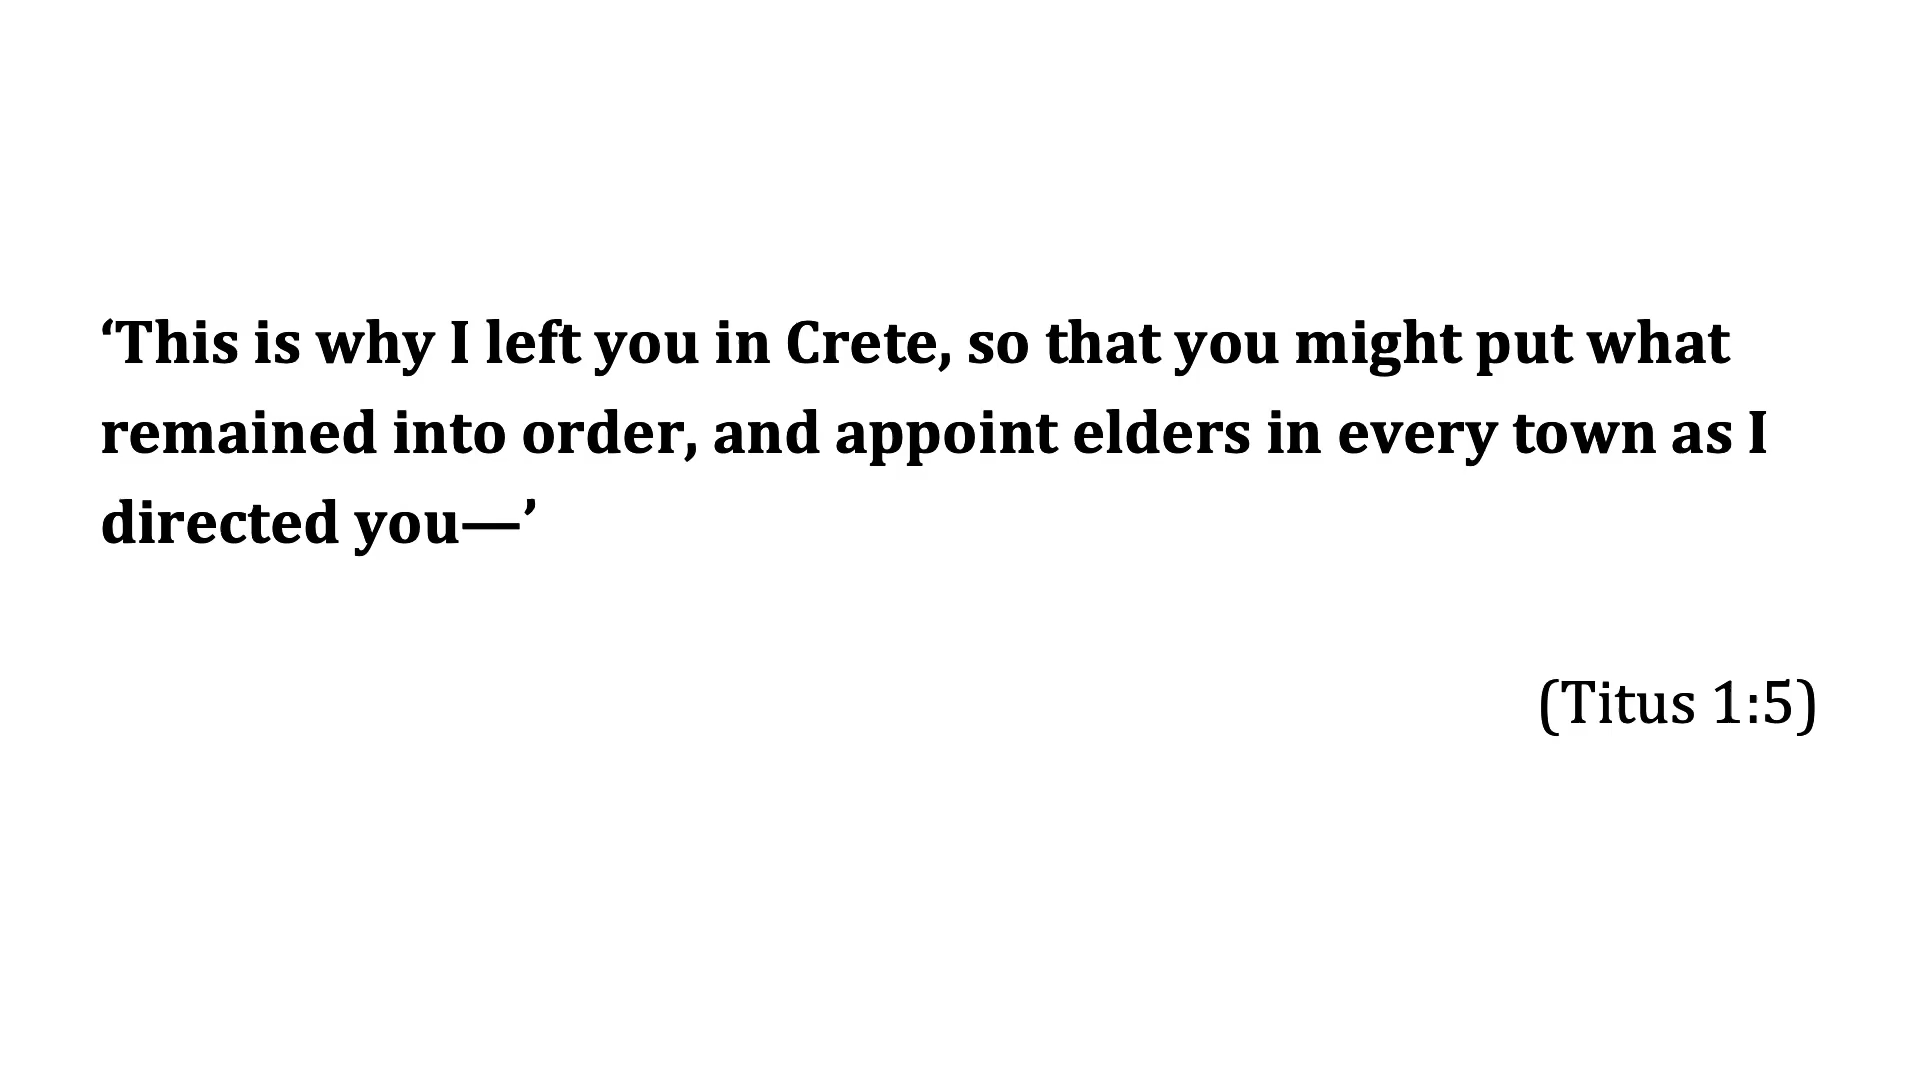 ‘This is why I left you in Crete, so that you might put what
remained into order, and appoint elders in every town as I
directed you—’
(Titus 1:5)